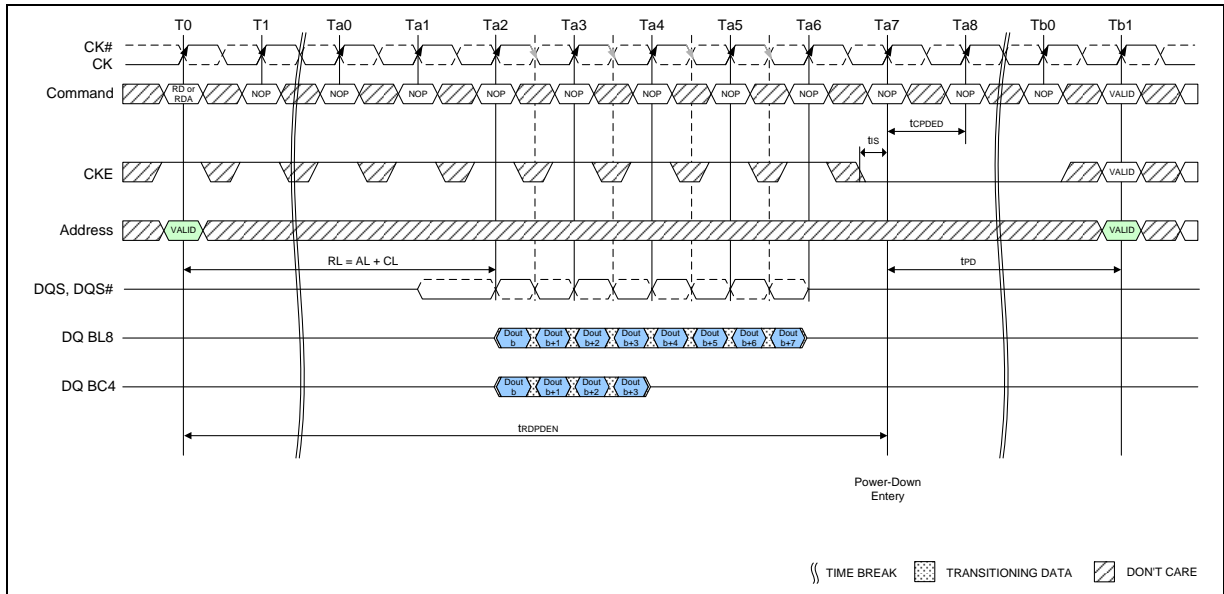 T0 T1 Ta0 Ta1 Ta2 Ta3 Ta4 Ta5 Ta6 Ta7 Ta8 Tb0 Tb1
CK#
CK
Command RD or RDA NOP NOP NOP NOP NOP NOP NOP NOP NOP NOP NOP VALID
tCPDED
tIS
CKE VALID
Address VALID VALID
RL = AL + CL tPD
DQS, DQS#
DQ BL8 Dout b Dout b+1 Dout b+2 Dout b+3 Dout b+4 Dout b+5 Dout b+6 Dout b+7
DQ BC4 Dout b Dout b+1 Dout b+2 Dout b+3
tRDPDEN
Power-Down
Entery
TIME BREAK TRANSITIONING DATA DON'T CARE